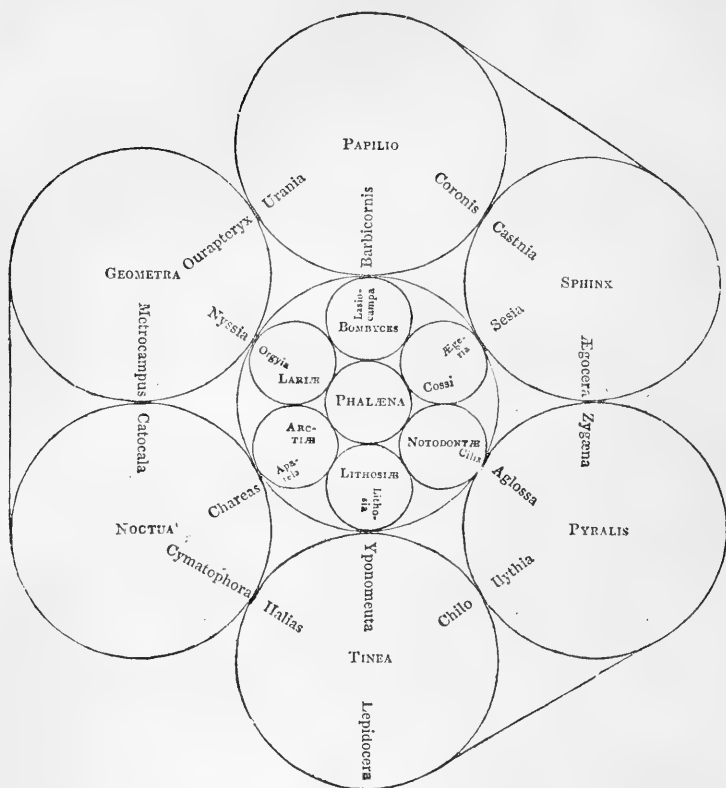 PAPILIO
Urania
Coronis
Barbicornis
Ourapteryx
Castnia
GEOMETRA
SPHINX
Nyssia
Sesia
Metrocampus
Ægocera
Lasio-
campa
BOMBYCES
Orgyia
LARIÆ
Æge-
ria
Cossi
PHALÆNA
ARC-
TIÆ
Apa-
tela
NOTODONTÆ
Cilix
LITHOSIÆ
Litho-
sia
Catocala
Zygæna
Chareas
Aglossa
NOCTUA
PYRALIS
Cymatophora
Ilythia
Halias
Yponomeuta
Chilo
TINEA
Lepidocera